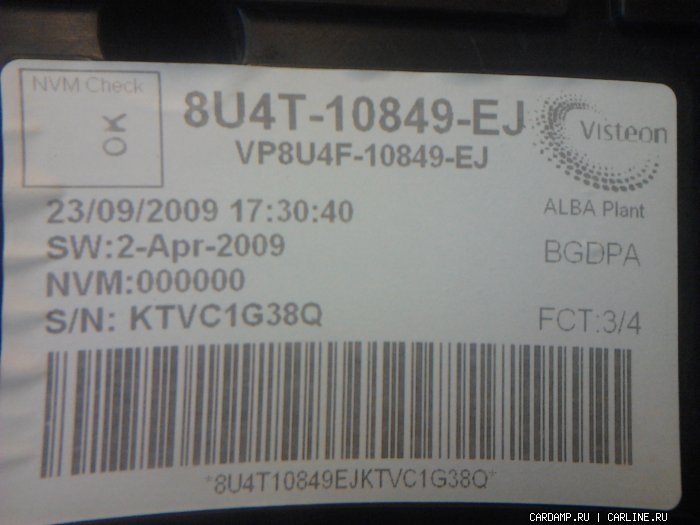 NVM Check
OK
8U4T-10849-EJ
VP8U4F-10849-EJ
Visteon
23/09/2009 17:30:40
ALBA Plant
SW:2-Apr-2009
BGDPA
NVM:000000
S/N: KTVC1G38Q
FCT:3/4
*8U4T10849EJKTVC1G38Q*
CARDAMP.RU | CARLINE.RU